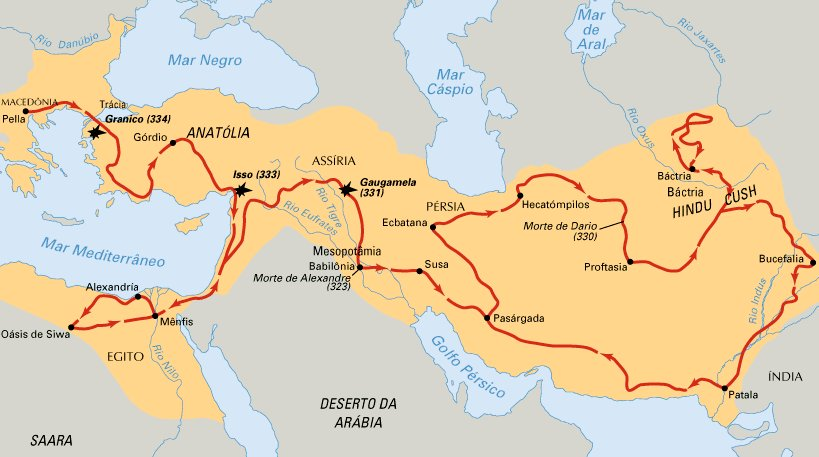 Mar
de
Aral
Rio Jaxartes
Rio Danúbio
Mar Negro
Mar
Cáspio
MACEDÔNIA
Pella
Trácia
Granico (334)
Górdio
ANATÓLIA
Rio Oxus
Isso (333)
ASSÍRIA
Gaugamela
(331)
Báctria
Báctria
HINDU CUSH
Rio Tigre
Rio Eufrates
PÉRSIA
Ecbatana
Hecatómpilos
Morte de Dario
(330)
Mar Mediterrâneo
Mesopotâmia
Babilônia
Morte de Alexandre
(323)
Susa
Proftasia
Bucefalia
Alexandría
Oásis de Siwa
Mênfis
Pasárgada
Rio Indus
EGITO
Rio Nilo
Golfo Pérsico
ÍNDIA
Patala
DESERTO DA
ARÁBIA
SAARA